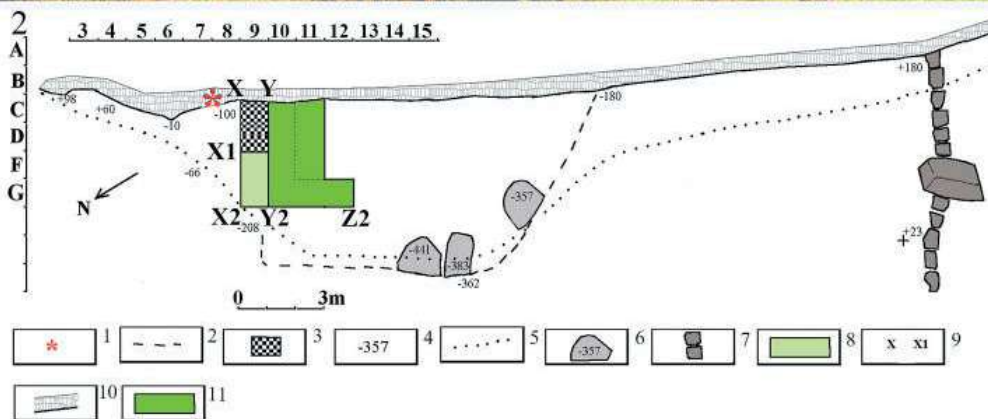 2
3 4 5 6 7 8 9 10 11 12 13 14 15
A
B
C
D
F
G
+98
+60
-10
-100
X Y
-180
+180
X1
-66
N
-357
X2 Y2 Z2
-208
-441
-383
-362
+23
0 3m
* 1
2
3
-357 4
5
-357 6
7
8
X X1 9
10
11